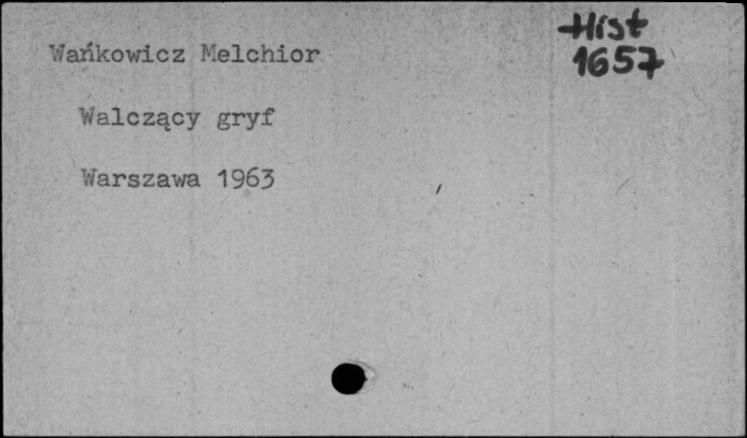 Hist
1657
Wańkowicz Melchior
Walczący gryf
Warszawa 1963